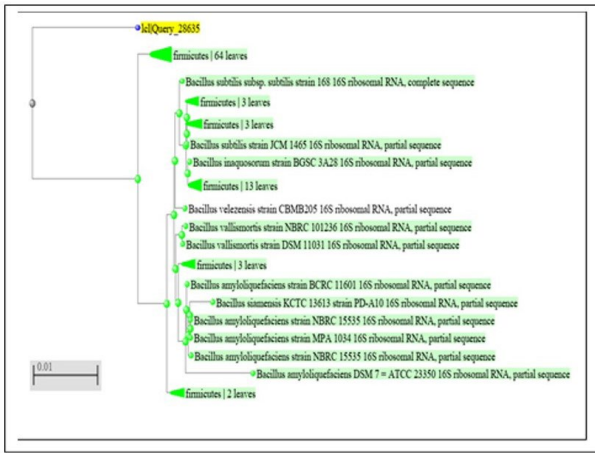 lcl|Query_28635
firmicutes | 64 leaves
Bacillus subtilis subsp. subtilis strain 168 16S ribosomal RNA, complete sequence
firmicutes | 3 leaves
firmicutes | 3 leaves
Bacillus subtilis strain JCM 1465 16S ribosomal RNA, partial sequence
Bacillus inaquosorum strain BGSC 3A28 16S ribosomal RNA, partial sequence
firmicutes | 13 leaves
Bacillus velezensis strain CBMB205 16S ribosomal RNA, partial sequence
Bacillus vallismortis strain NBRC 101236 16S ribosomal RNA, partial sequence
Bacillus vallismortis strain DSM 11031 16S ribosomal RNA, partial sequence
firmicutes | 3 leaves
Bacillus amyloliquefaciens strain BCRC 11601 16S ribosomal RNA, partial sequence
Bacillus siamensis KCTC 13613 strain PD-A10 16S ribosomal RNA, partial sequence
Bacillus amyloliquefaciens strain NBRC 15535 16S ribosomal RNA, partial sequence
Bacillus amyloliquefaciens strain MPA 1034 16S ribosomal RNA, partial sequence
Bacillus amyloliquefaciens strain NBRC 15535 16S ribosomal RNA, partial sequence
Bacillus amyloliquefaciens DSM 7 = ATCC 23350 16S ribosomal RNA, partial sequence
0.01
firmicutes | 2 leaves